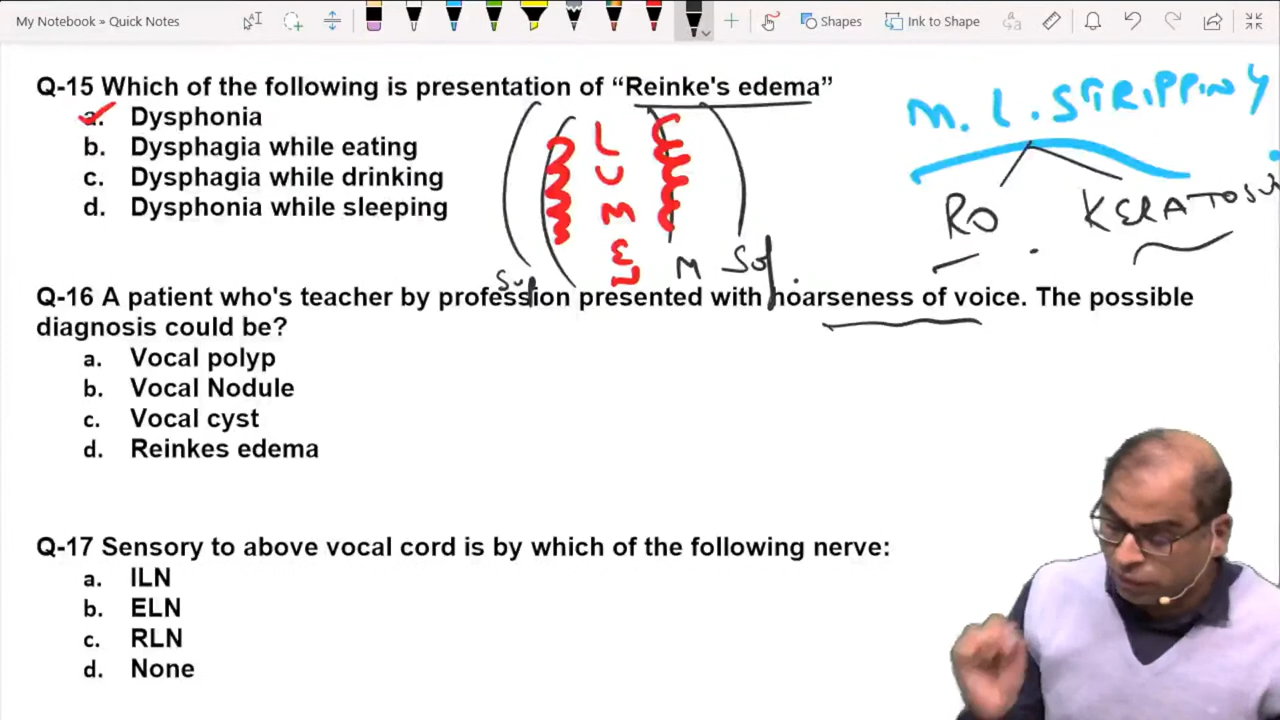 My Notebook » Quick Notes
Shapes
Ink to Shape
Q-15 Which of the following is presentation of “Reinke's edema”
a. Dysphonia
b. Dysphagia while eating
c. Dysphagia while drinking
d. Dysphonia while sleeping
L
U
M
E
N
M
Sup
M. L. STRIPPING
RO
KERATOSIS
Q-16 A patient who's teacher by profession presented with hoarseness of voice. The possible
diagnosis could be?
a. Vocal polyp
b. Vocal Nodule
c. Vocal cyst
d. Reinkes edema
Q-17 Sensory to above vocal cord is by which of the following nerve:
a. ILN
b. ELN
c. RLN
d. None